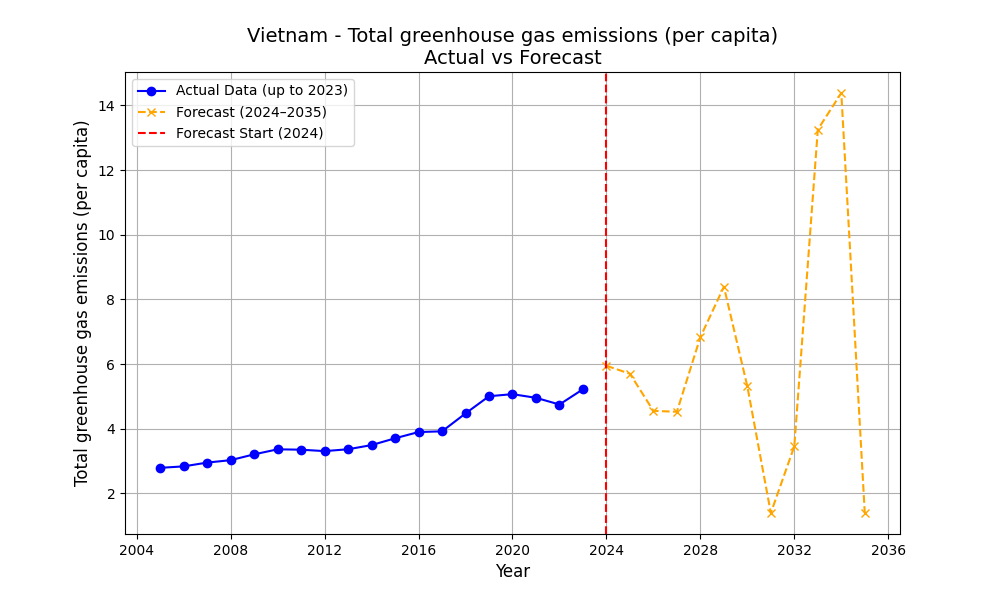 Vietnam - Total greenhouse gas emissions (per capita)
Actual vs Forecast
Actual Data (up to 2023)
Forecast (2024–2035)
Forecast Start (2024)
Total greenhouse gas emissions (per capita)
14
12
10
8
6
4
2
2004 2008 2012 2016 2020 2024 2028 2032 2036
Year